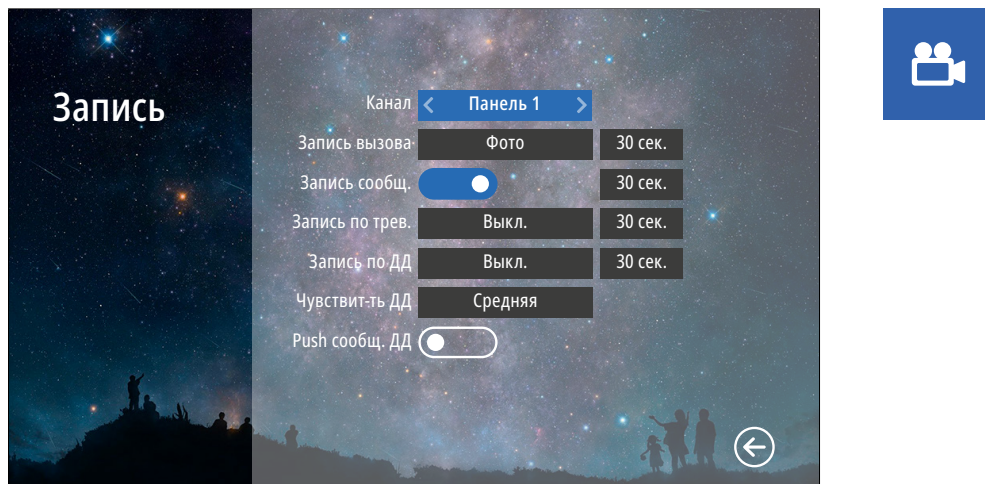 Запись
Канал Панель 1
Запись вызова Фото 30 сек.
Запись сообщ. 30 сек.
Запись по трев. Выкл. 30 сек.
Запись по ДД Выкл. 30 сек.
Чувствит-ть ДД Средняя
Push сообщ. ДД